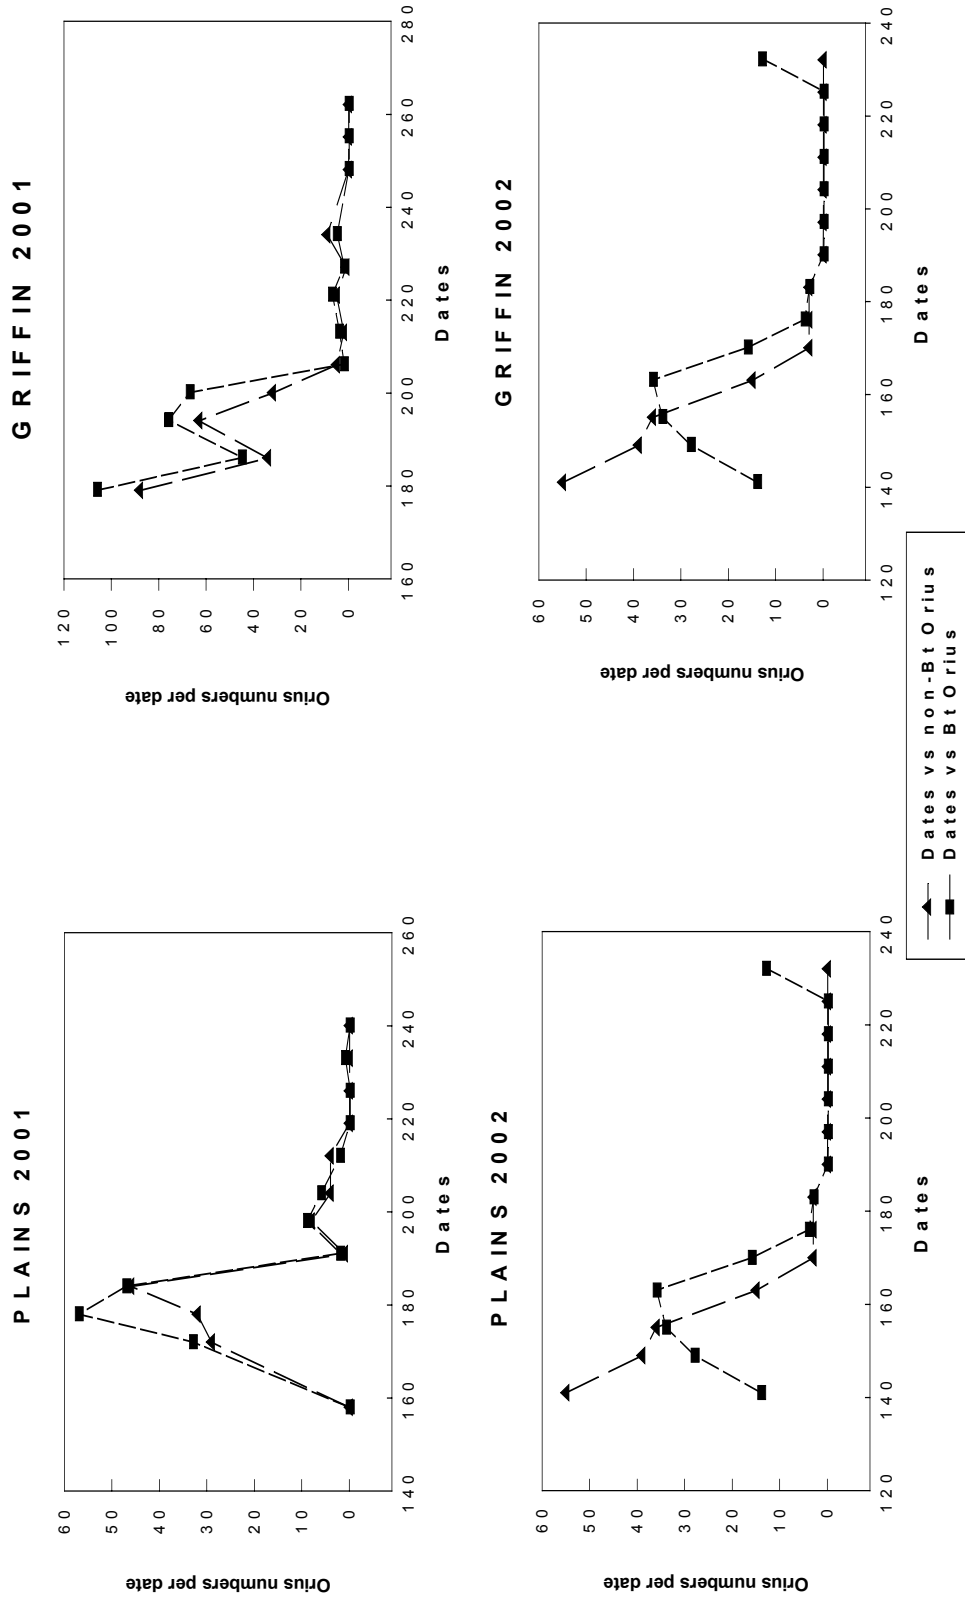 PLAINS 2001
Orius numbers per date
60
50
40
30
20
10
0
140 160 180 200 220 240 260
Dates
GRIFFIN 2001
Orius numbers per date
120
100
80
60
40
20
0
160 180 200 220 240 260 280
Dates
PLAINS 2002
Orius numbers per date
60
50
40
30
20
10
0
120 140 160 180 200 220 240
Dates
GRIFFIN 2002
Orius numbers per date
60
50
40
30
20
10
0
120 140 160 180 200 220 240
Dates
Dates vs non-Bt Orius
Dates vs Bt Orius